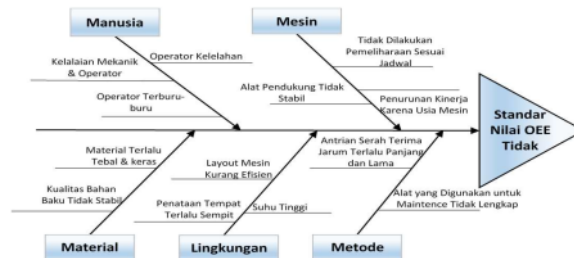 Manusia
Mesin
Operator Kelelahan
Kelalaian Mekanik
& Operator
Operator Terburu-
buru
Tidak Dilakukan
Pemeliharaan Sesuai
Jadwal
Alat Pendukung Tidak
Stabil
Penurunan Kinerja
Karena Usia Mesin
Standar
Nilai OEE
Tidak
Material Terlalu
Tebal & keras
Kualitas Bahan
Baku Tidak Stabil
Layout Mesin
Kurang Efisien
Penataan Tempat
Terlalu Sempit
Suhu Tinggi
Antrian Serah Terima
Jarum Terlalu Panjang
dan Lama
Alat yang Digunakan untuk
Maintence Tidak Lengkap
Material
Lingkungan
Metode